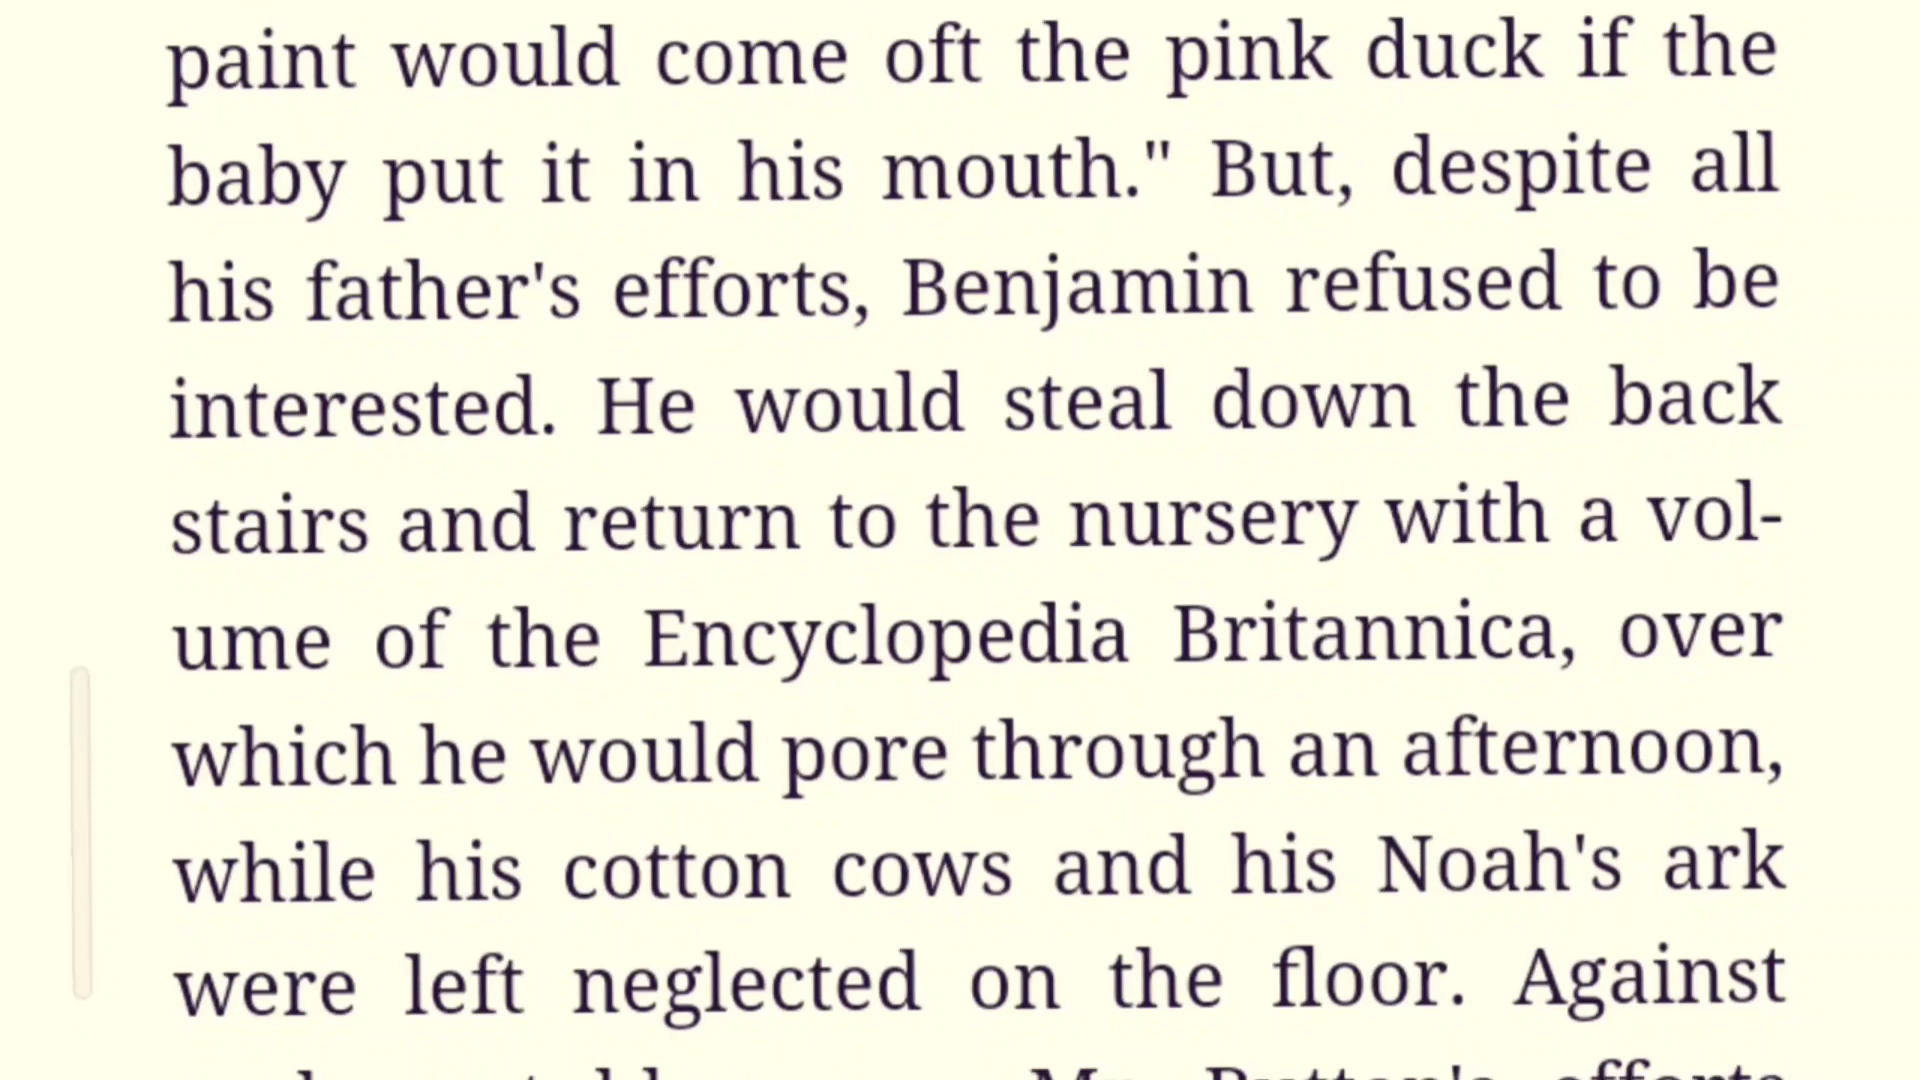 paint would come oft the pink duck if the
baby put it in his mouth." But, despite all
his father's efforts, Benjamin refused to be
interested. He would steal down the back
stairs and return to the nursery with a vol-
ume of the Encyclopedia Britannica, over
which he would pore through an afternoon,
while his cotton cows and his Noah's ark
were left neglected on the floor. Against
Mr. Button's efforts